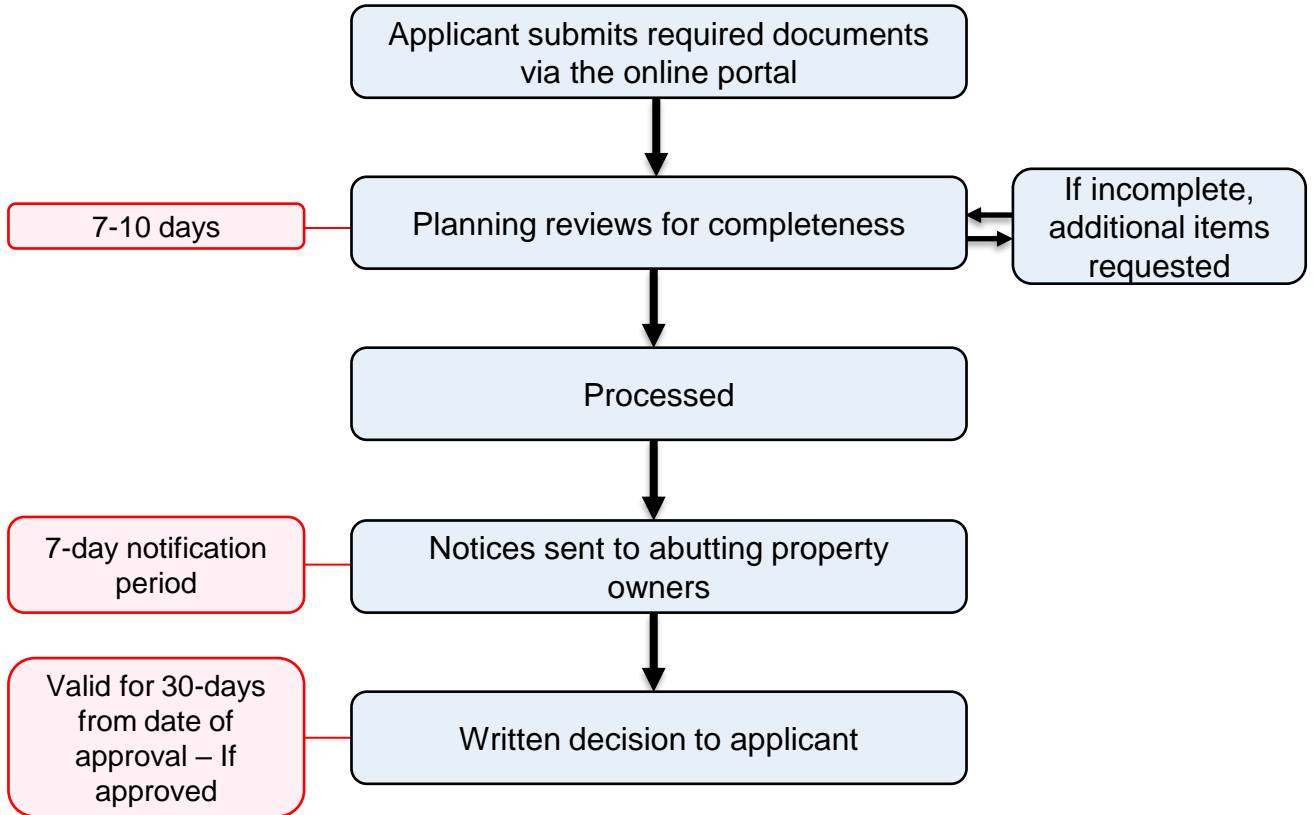 Applicant submits required documents
via the online portal
7-10 days
Planning reviews for completeness
If incomplete,
additional items
requested
Processed
7-day notification
period
Notices sent to abutting property
owners
Valid for 30-days
from date of
approval – If
approved
Written decision to applicant